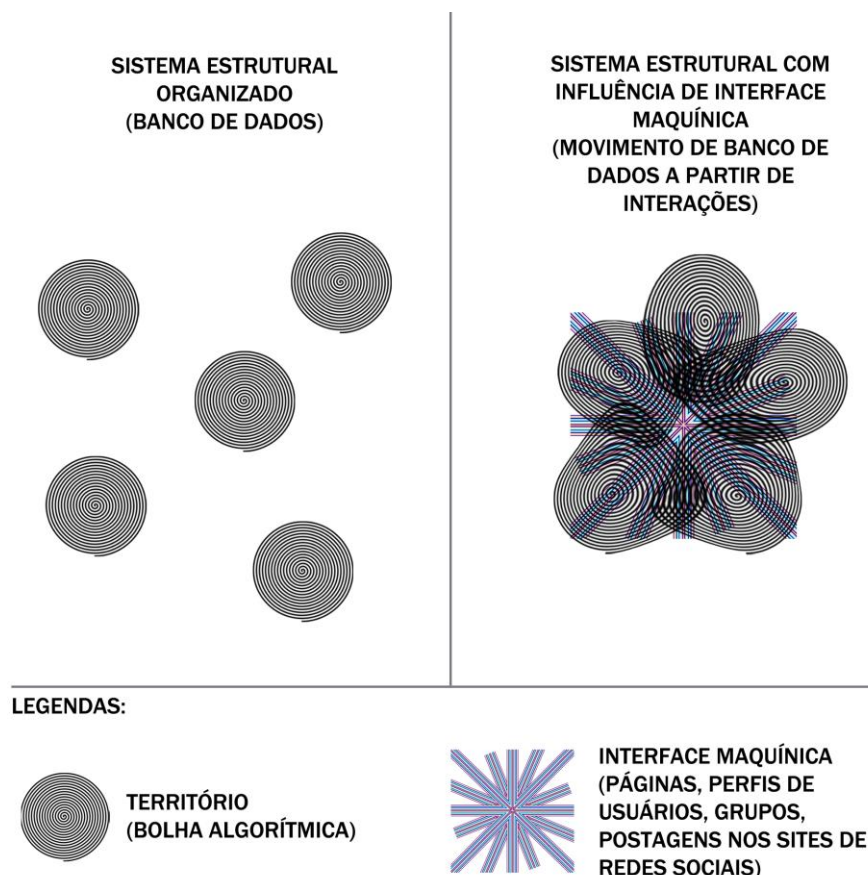 SISTEMA ESTRUTURAL
ORGANIZADO
(BANCO DE DADOS)
SISTEMA ESTRUTURAL COM
INFLUÊNCIA DE INTERFACE
MAQUÍNICA
(MOVIMENTO DE BANCO DE
DADOS A PARTIR DE
INTERAÇÕES)
LEGENDAS:
TERRITÓRIO
(BOLHA ALGORÍTMICA)
INTERFACE MAQUÍNICA
(PÁGINAS, PERFIS DE
USUÁRIOS, GRUPOS,
POSTAGENS NOS SITES DE
REDES SOCIAIS)